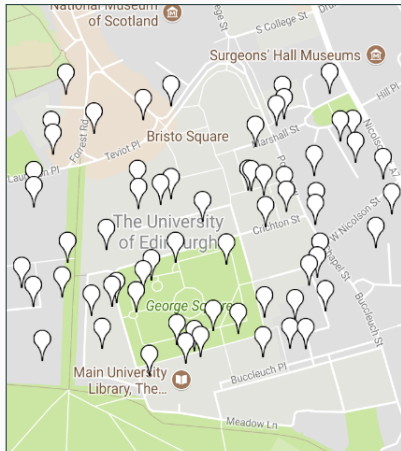 National Museum
of Scotland
S College St
Surgeons' Hall Museums
Hill Pl
Forrest Rd
Bristo Square
Marshall St
Teviot Pl
Lauriston Pl
Nicolson
The University
of Edinburgh
Crichton St
W Nicolson St
Chapel St
George Square
Buccleuch St
Buccleuch Pl
Main University
Library, The...
Meadow Ln